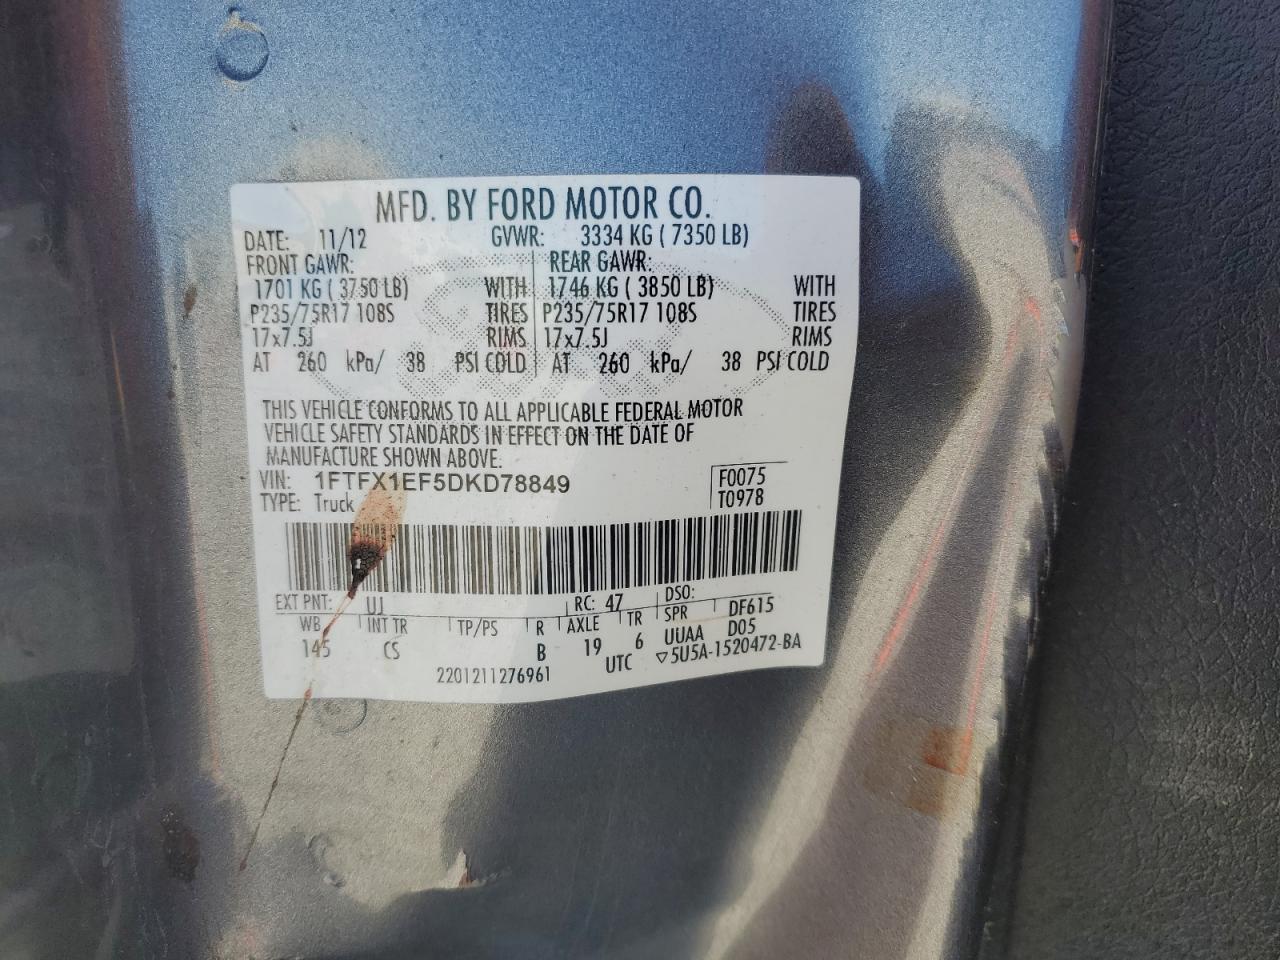 MFD. BY FORD MOTOR CO.
DATE: 11/12 GVWR: 3334 KG ( 7350 LB)
FRONT GAWR: REAR GAWR:
1701 KG ( 3750 LB) WITH 1746 KG ( 3850 LB) WITH
P235/75R17 108S TIRES P235/75R17 108S TIRES
17x7.5J RIMS 17x7.5J RIMS
AT 260 kPa/ 38 PSI COLD AT 260 kPa/ 38 PSI COLD
THIS VEHICLE CONFORMS TO ALL APPLICABLE FEDERAL MOTOR
VEHICLE SAFETY STANDARDS IN EFFECT ON THE DATE OF
MANUFACTURE SHOWN ABOVE.
VIN: 1FTFX1EF5DKD78849 F0075
TYPE: Truck T0978
EXT PNT: UJ RC: 47 DSO:
WB INT TR TP/PS R AXLE TR SPR DF615
145 CS B 19 6 UUAA D05
2201211276961 UTC ▽5U5A-1520472-BA